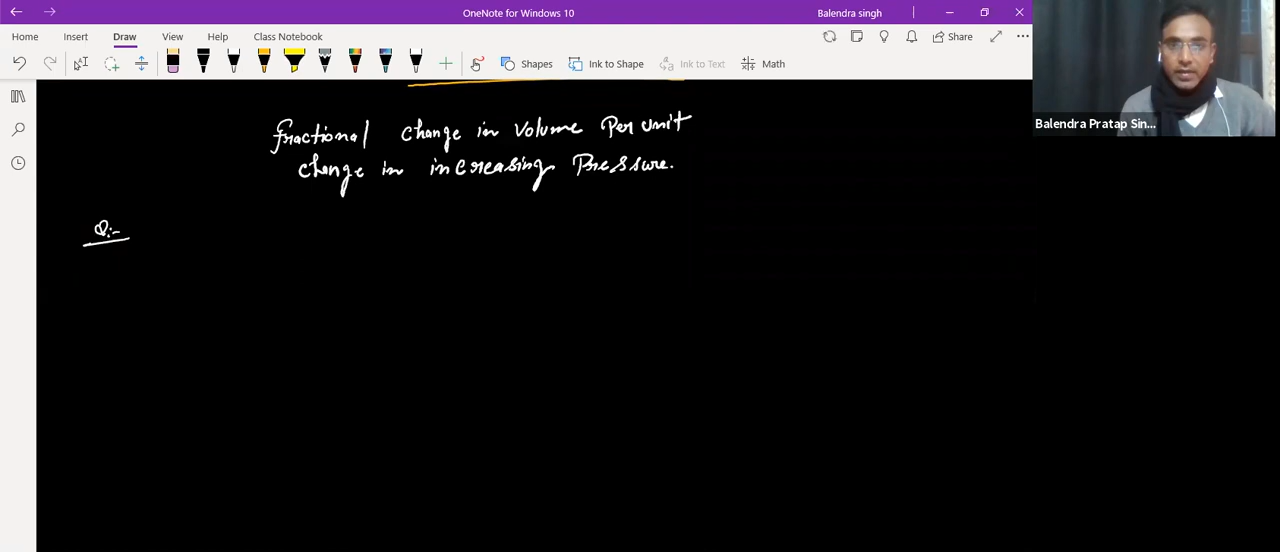 OneNote for Windows 10
Balendra singh
Home Insert Draw View Help Class Notebook
Share
Shapes Ink to Shape Ink to Text Math
Balendra Pratap Sin...
fractional change in volume Per unit
change in increasing Pressure.
Q:-